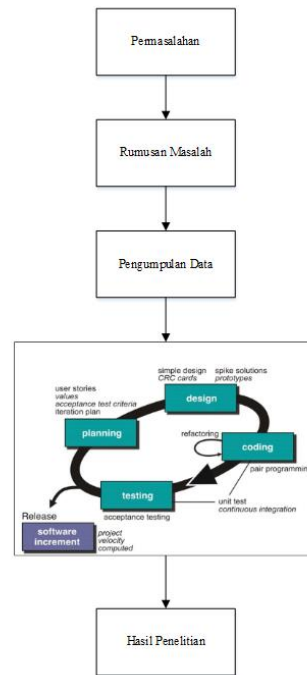 Permasalahan
Rumusan Masalah
Pengumpulan Data
simple design
CRC cards
spike solutions
prototypes
user stories
values
acceptance test criteria
iteration plan
design
planning
refactoring
coding
pair programming
testing
unit test
continuous integration
acceptance testing
Release
software
increment
project
velocity
computed
Hasil Penelitian